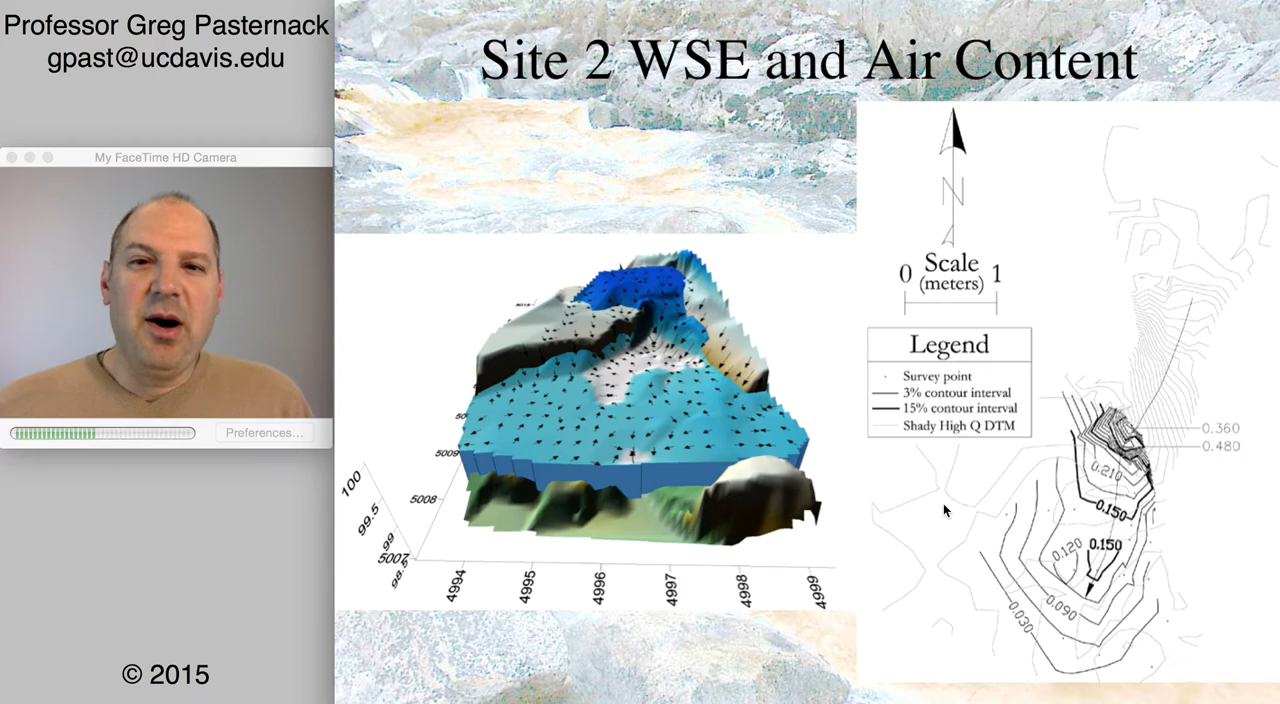 Professor Greg Pasternack
gpast@ucdavis.edu
My FaceTime HD Camera
Preferences...
© 2015
Site 2 WSE and Air Content
5009
5008
5007
100
99.5
99
98.5
4994
4995
4996
4997
4998
N
Scale
0 (meters) 1
Legend
Survey point
3% contour interval
15% contour interval
Shady High Q DTM
0.360
0.480
0.210
0.150
0.150
0.120
0.090
0.030